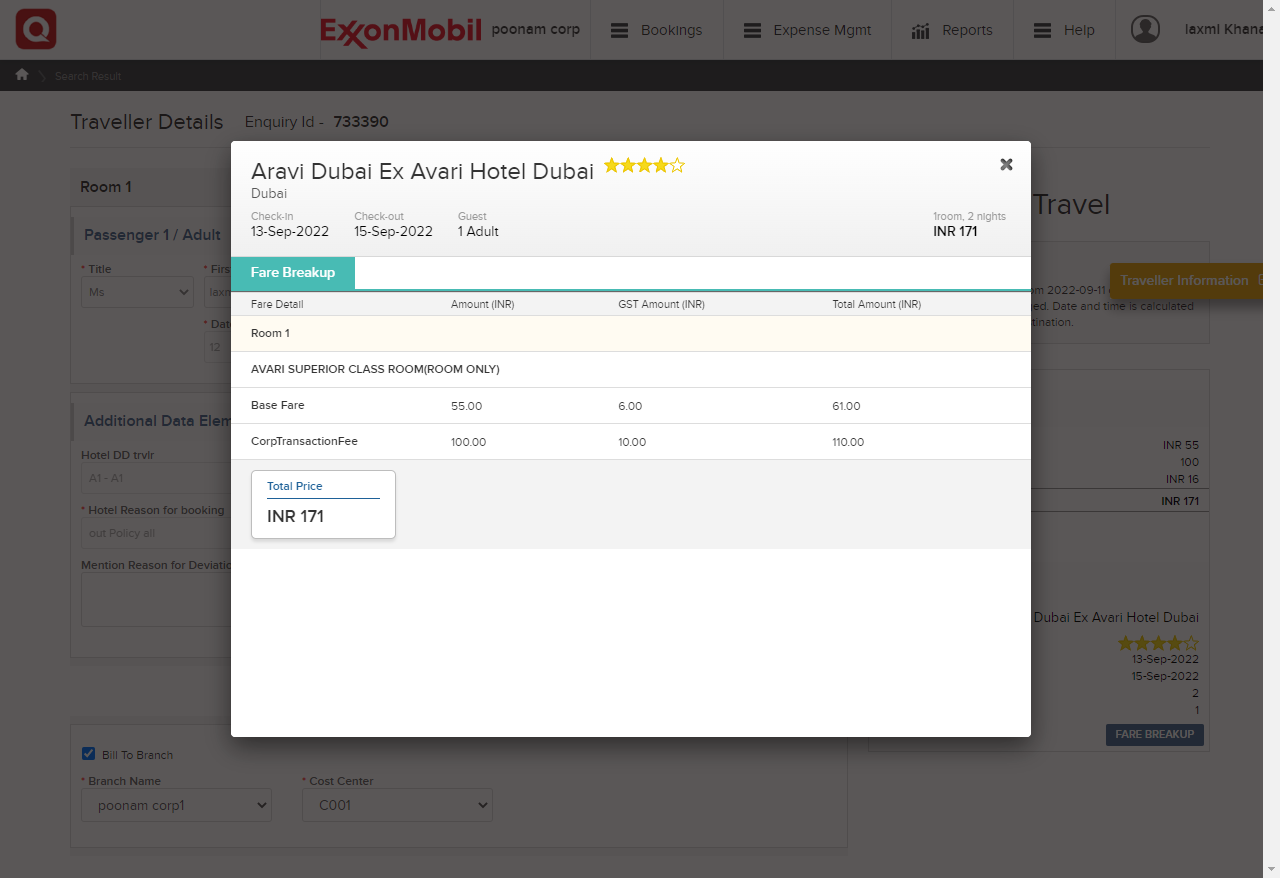 ExxonMobil poonam corp Bookings Expense Mgmt Reports Help laxml Khana
Search Result
Traveller Details Enquiry Id - 733390
Room 1
Travel
Passenger 1 / Adult
* Title * Firs
Ms laxm
* Date
12
Traveller Information
om 2022-09-11
ed. Date and time is calculated
tination.
Additional Data Elem
Hotel DD trvlr
A1 - A1
* Hotel Reason for booking
out Policy all
Mention Reason for Deviatio
INR 55
100
INR 16
INR 171
Dubai Ex Avari Hotel Dubai
13-Sep-2022
15-Sep-2022
2
1
FARE BREAKUP
Bill To Branch
* Branch Name * Cost Center
poonam corp1 C001
Aravi Dubai Ex Avari Hotel Dubai
Dubai
Check-in Check-out Guest 1room, 2 nights
13-Sep-2022 15-Sep-2022 1 Adult INR 171
Fare Breakup
Fare Detail Amount (INR) GST Amount (INR) Total Amount (INR)
Room 1
AVARI SUPERIOR CLASS ROOM(ROOM ONLY)
Base Fare 55.00 6.00 61.00
CorpTransactionFee 100.00 10.00 110.00
Total Price
INR 171